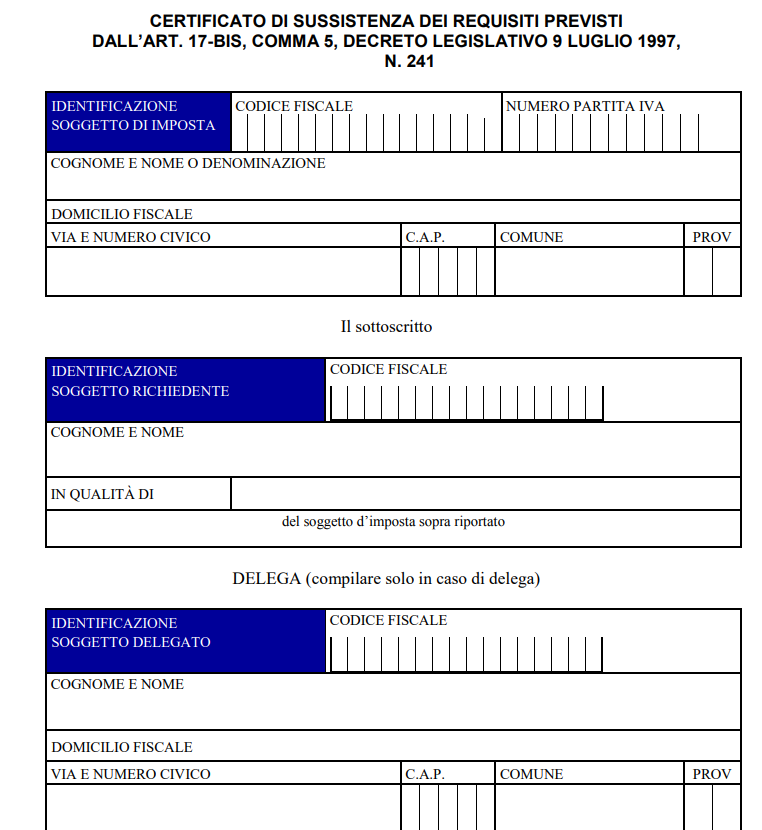 CERTIFICATO DI SUSSISTENZA DEI REQUISITI PREVISTI
DALL’ART. 17-BIS, COMMA 5, DECRETO LEGISLATIVO 9 LUGLIO 1997,
N. 241
IDENTIFICAZIONE
SOGGETTO DI IMPOSTA
CODICE FISCALE
NUMERO PARTITA IVA
COGNOME E NOME O DENOMINAZIONE
DOMICILIO FISCALE
VIA E NUMERO CIVICO
C.A.P.
COMUNE
PROV
Il sottoscritto
IDENTIFICAZIONE
SOGGETTO RICHIEDENTE
CODICE FISCALE
COGNOME E NOME
IN QUALITÀ DI
del soggetto d’imposta sopra riportato
DELEGA (compilare solo in caso di delega)
IDENTIFICAZIONE
SOGGETTO DELEGATO
CODICE FISCALE
COGNOME E NOME
DOMICILIO FISCALE
VIA E NUMERO CIVICO
C.A.P.
COMUNE
PROV